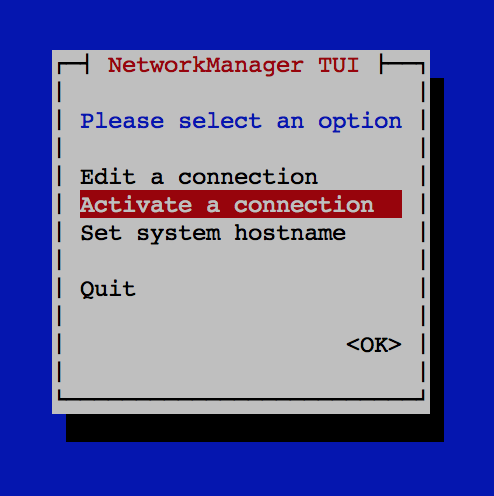 NetworkManager TUI
Please select an option
Edit a connection
Activate a connection
Set system hostname
Quit
<OK>